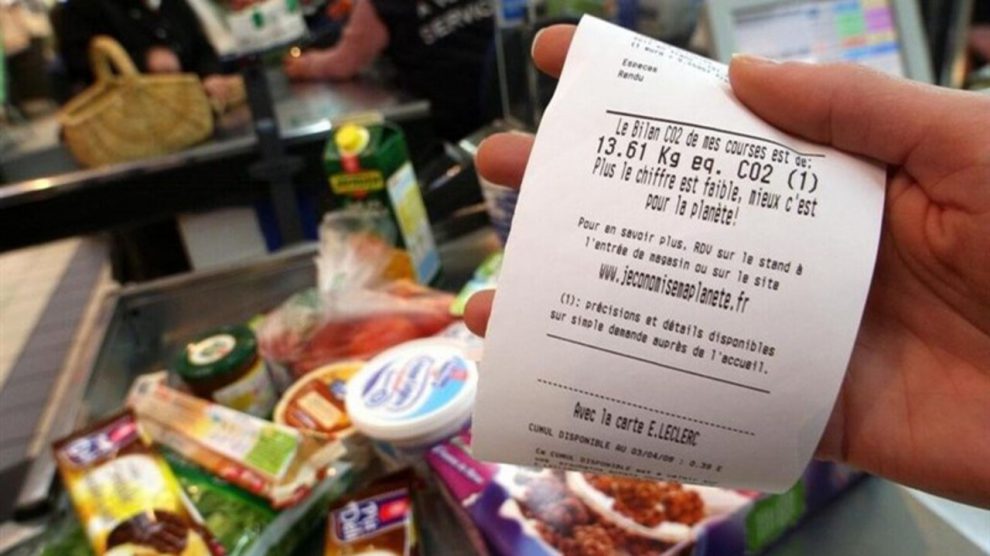 SERVICE
Especes
Rendu
Le Bilan CO2 de mes courses est de:
13.61 Kg eq. CO2 (1)
Plus le chiffre est faible, mieux c'est
pour la planète!
Pour en savoir plus, RDV sur le stand à
l'entrée de magasin ou sur le site
www.jeconomisemaplanete.fr
(1): précisions et détails disponibles
sur simple demande auprès de l'accueil.
Avec la carte E.LECLERC
CUMUL DISPONIBLE AU 03/04/08 : 0.39 E